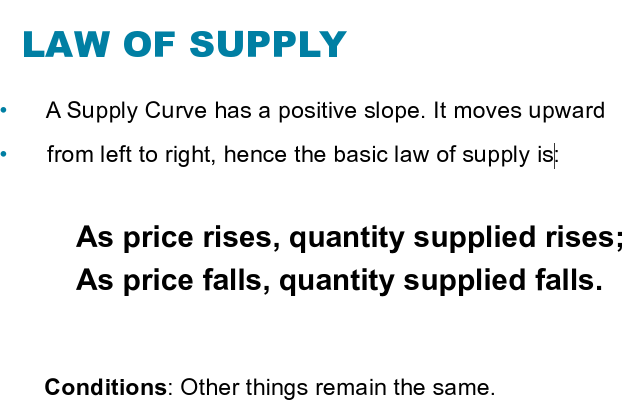 LAW OF SUPPLY
• A Supply Curve has a positive slope. It moves upward
• from left to right, hence the basic law of supply is:
As price rises, quantity supplied rises;
As price falls, quantity supplied falls.
Conditions: Other things remain the same.